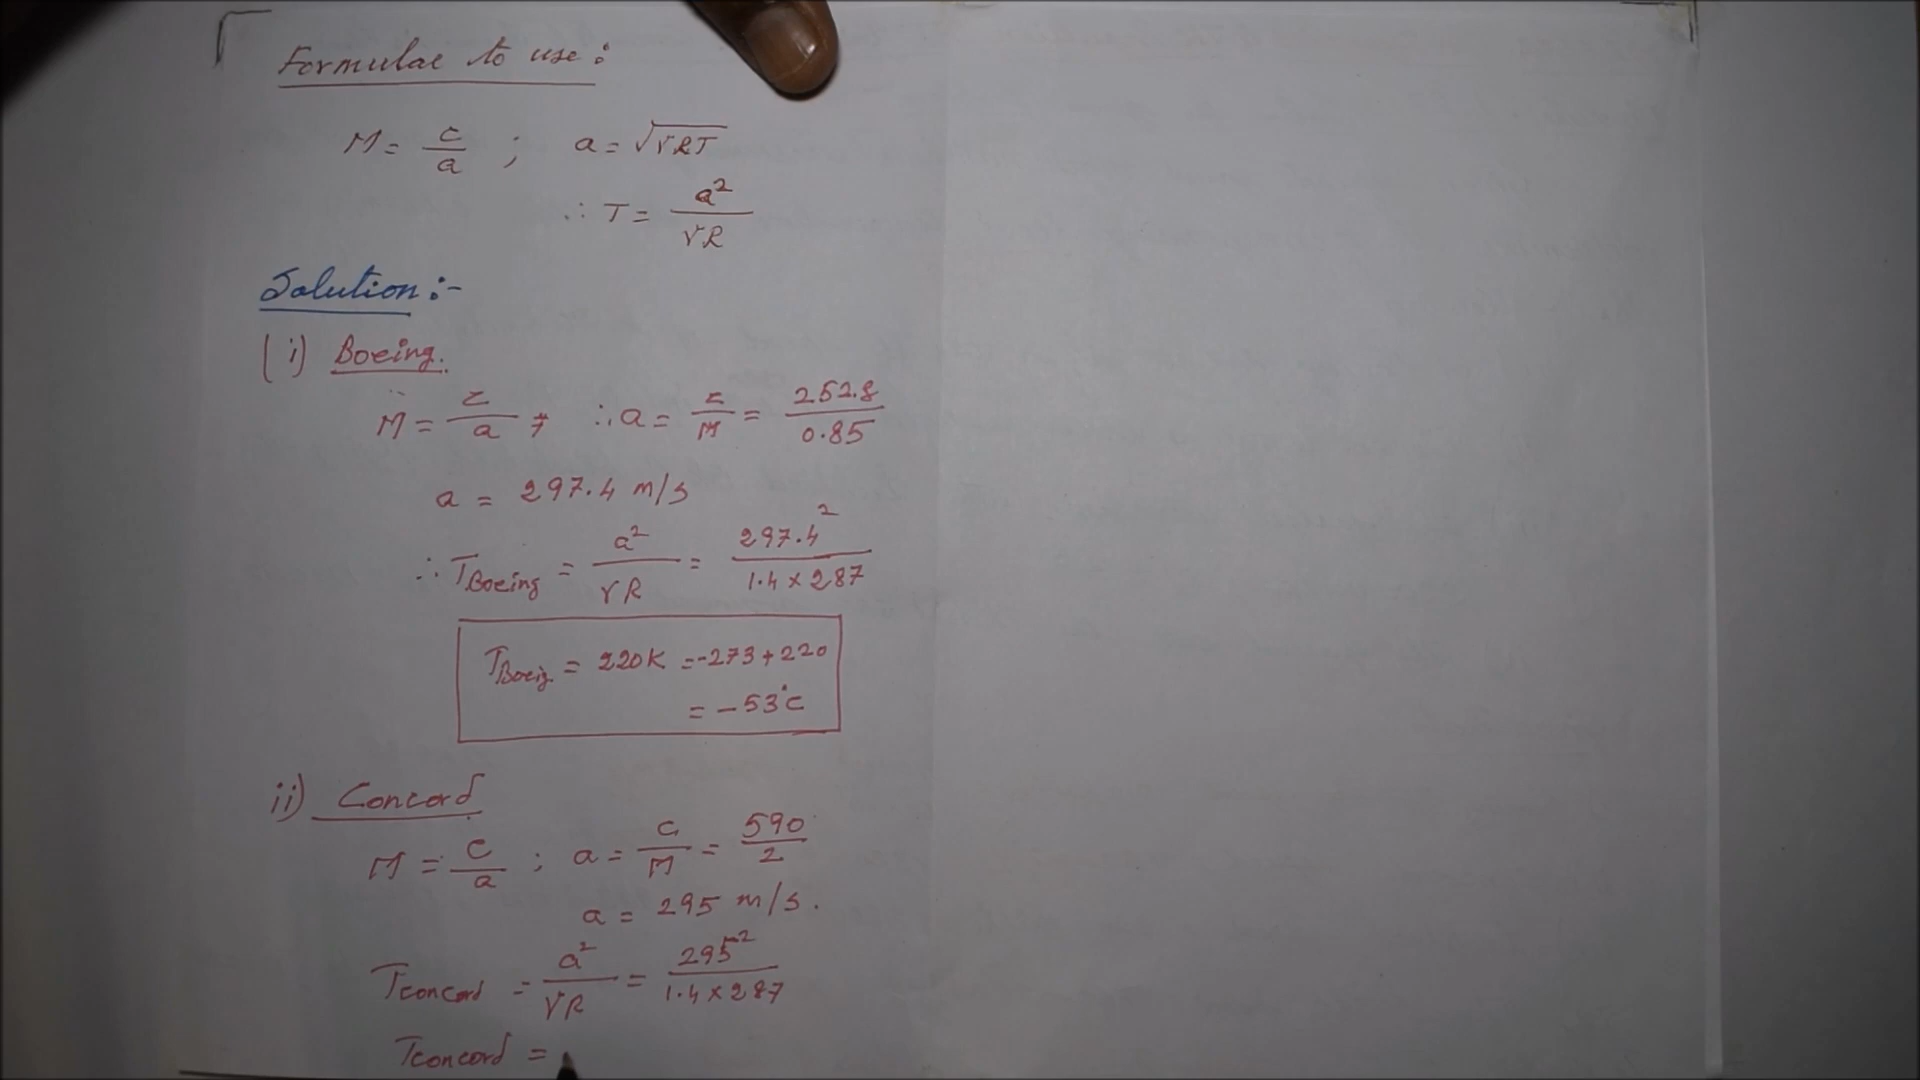 Formulae to use:
M = c/a ; a = √γRT
∴ T = a²/γR
Solution :-
(i) Boeing.
M = c/a ; ∴ a = c/M = 252.8/0.85
a = 297.4 m/s
∴ TBoeing = a²/γR = 297.4²/1.4 × 287
TBoeig = 220K = -273 + 220
= -53°C
ii) Concord
M = c/a ; a = c/M = 590/2
a = 295 m/s.
Tconcord = a²/γR = 295²/1.4 × 287
Tconcord =